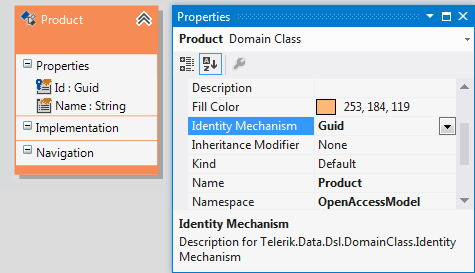 Product
Properties
Id : Guid
Name : String
Implementation
Navigation
Properties
Product Domain Class
A
Z
Description
Fill Color 253, 184, 119
Identity Mechanism Guid
Inheritance Modifier None
Kind Default
Name Product
Namespace OpenAccessModel
Identity Mechanism
Description for Telerik.Data.Dsl.DomainClass.Identity
Mechanism